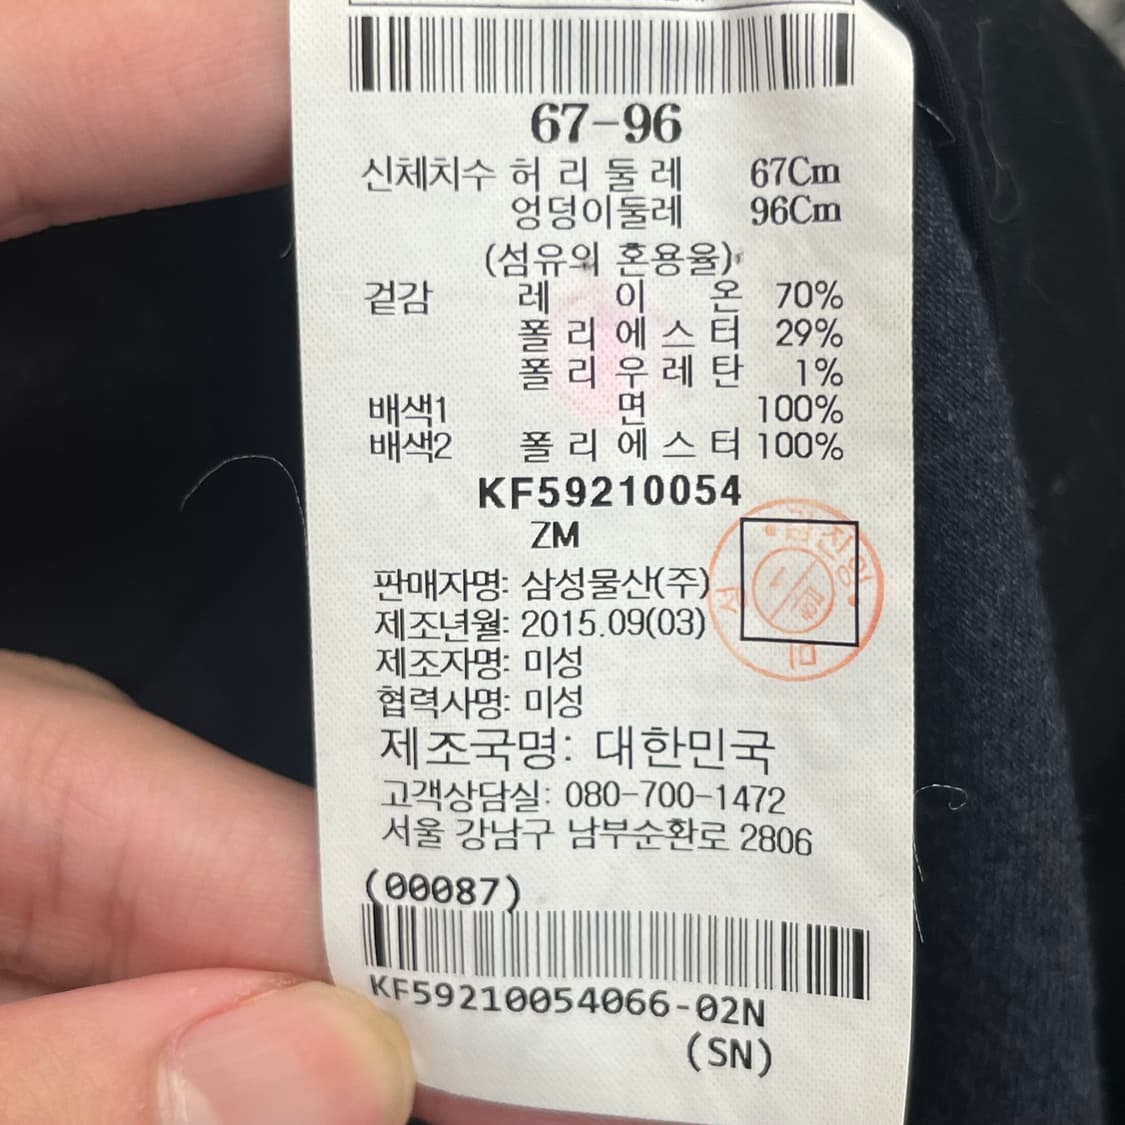 67-96
신체치수 허리둘레 67Cm
엉덩이둘레 96Cm
(섬유의 혼용율)
겉감 레이온 70%
폴리에스터 29%
폴리우레탄 1%
배색1 면 100%
배색2 폴리에스터 100%
KF59210054
ZM
판매자명: 삼성물산(주)
제조년월: 2015.09(03)
제조자명: 미성
협력사명: 미성
제조국명: 대한민국
고객상담실: 080-700-1472
서울 강남구 남부순환로 2806
(00087)
KF59210054066-02N
(SN)